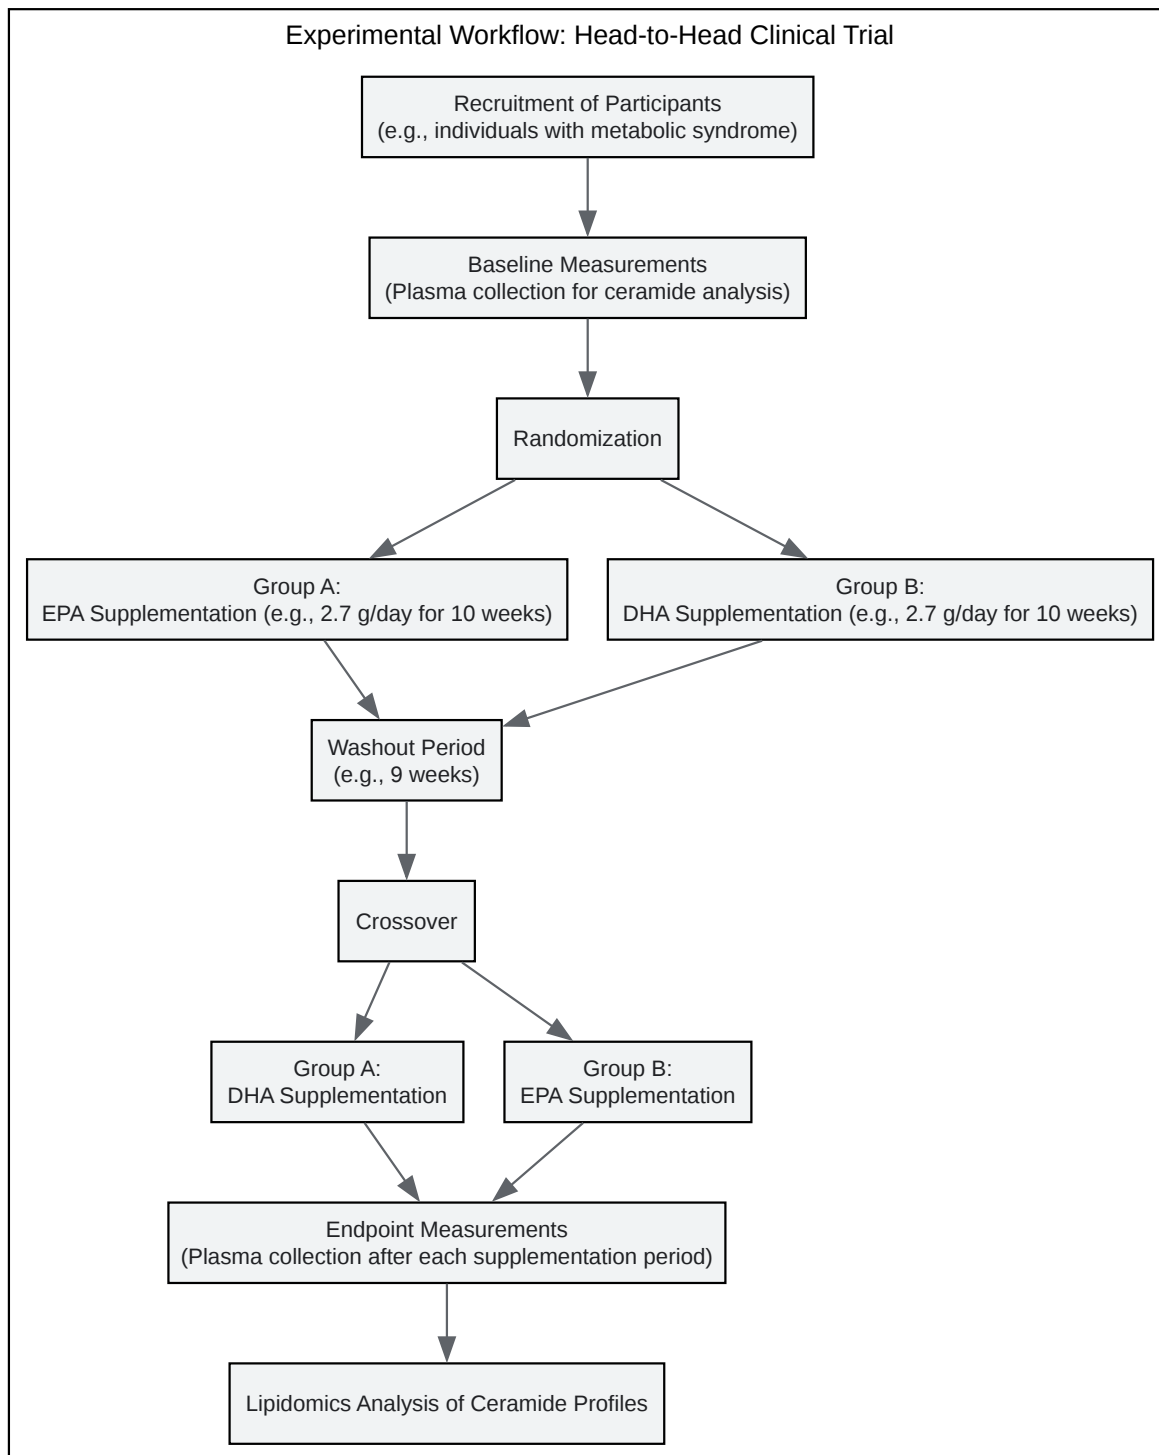 Experimental Workflow: Head-to-Head Clinical Trial
Recruitment of Participants
(e.g., individuals with metabolic syndrome)
Baseline Measurements
(Plasma collection for ceramide analysis)
Randomization
Group A:
EPA Supplementation (e.g., 2.7 g/day for 10 weeks)
Group B:
DHA Supplementation (e.g., 2.7 g/day for 10 weeks)
Washout Period
(e.g., 9 weeks)
Crossover
Group A:
DHA Supplementation
Group B:
EPA Supplementation
Endpoint Measurements
(Plasma collection after each supplementation period)
Lipidomics Analysis of Ceramide Profiles